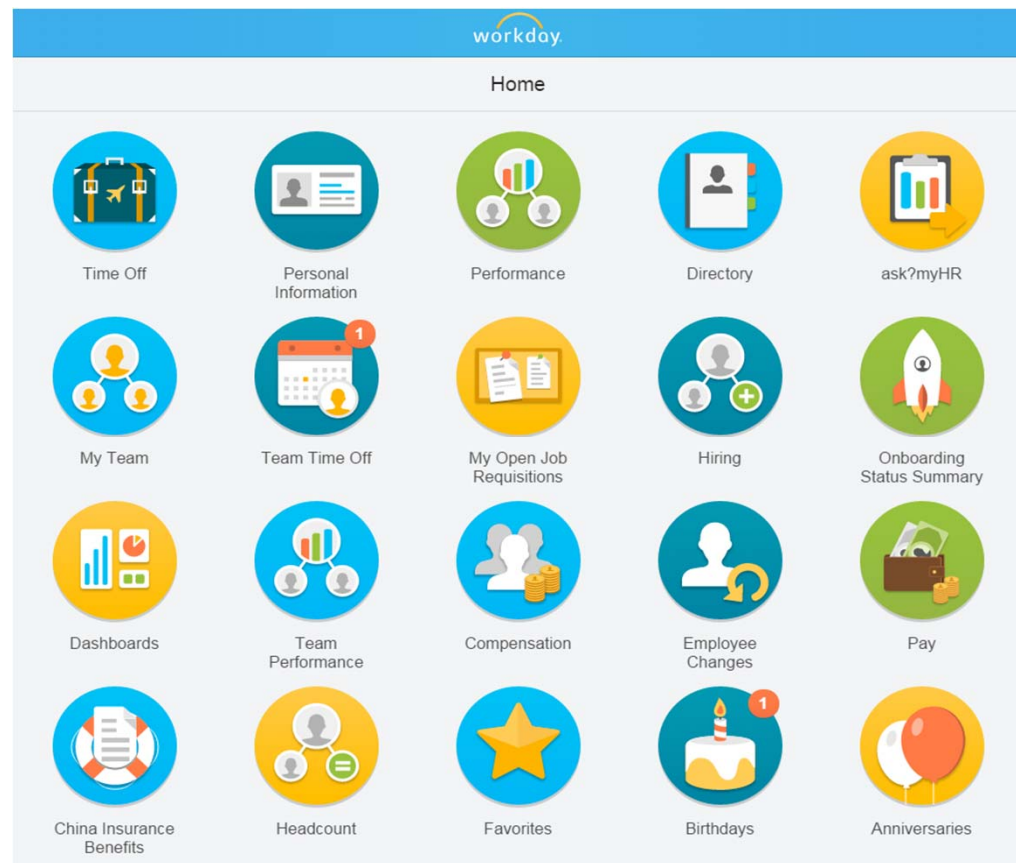 workday.
Home
Time Off
Personal
Information
Performance
Directory
ask?myHR
My Team
1
Team Time Off
My Open Job
Requisitions
Hiring
Onboarding
Status Summary
Dashboards
Team
Performance
Compensation
Employee
Changes
Pay
China Insurance
Benefits
Headcount
Favorites
1
Birthdays
Anniversaries